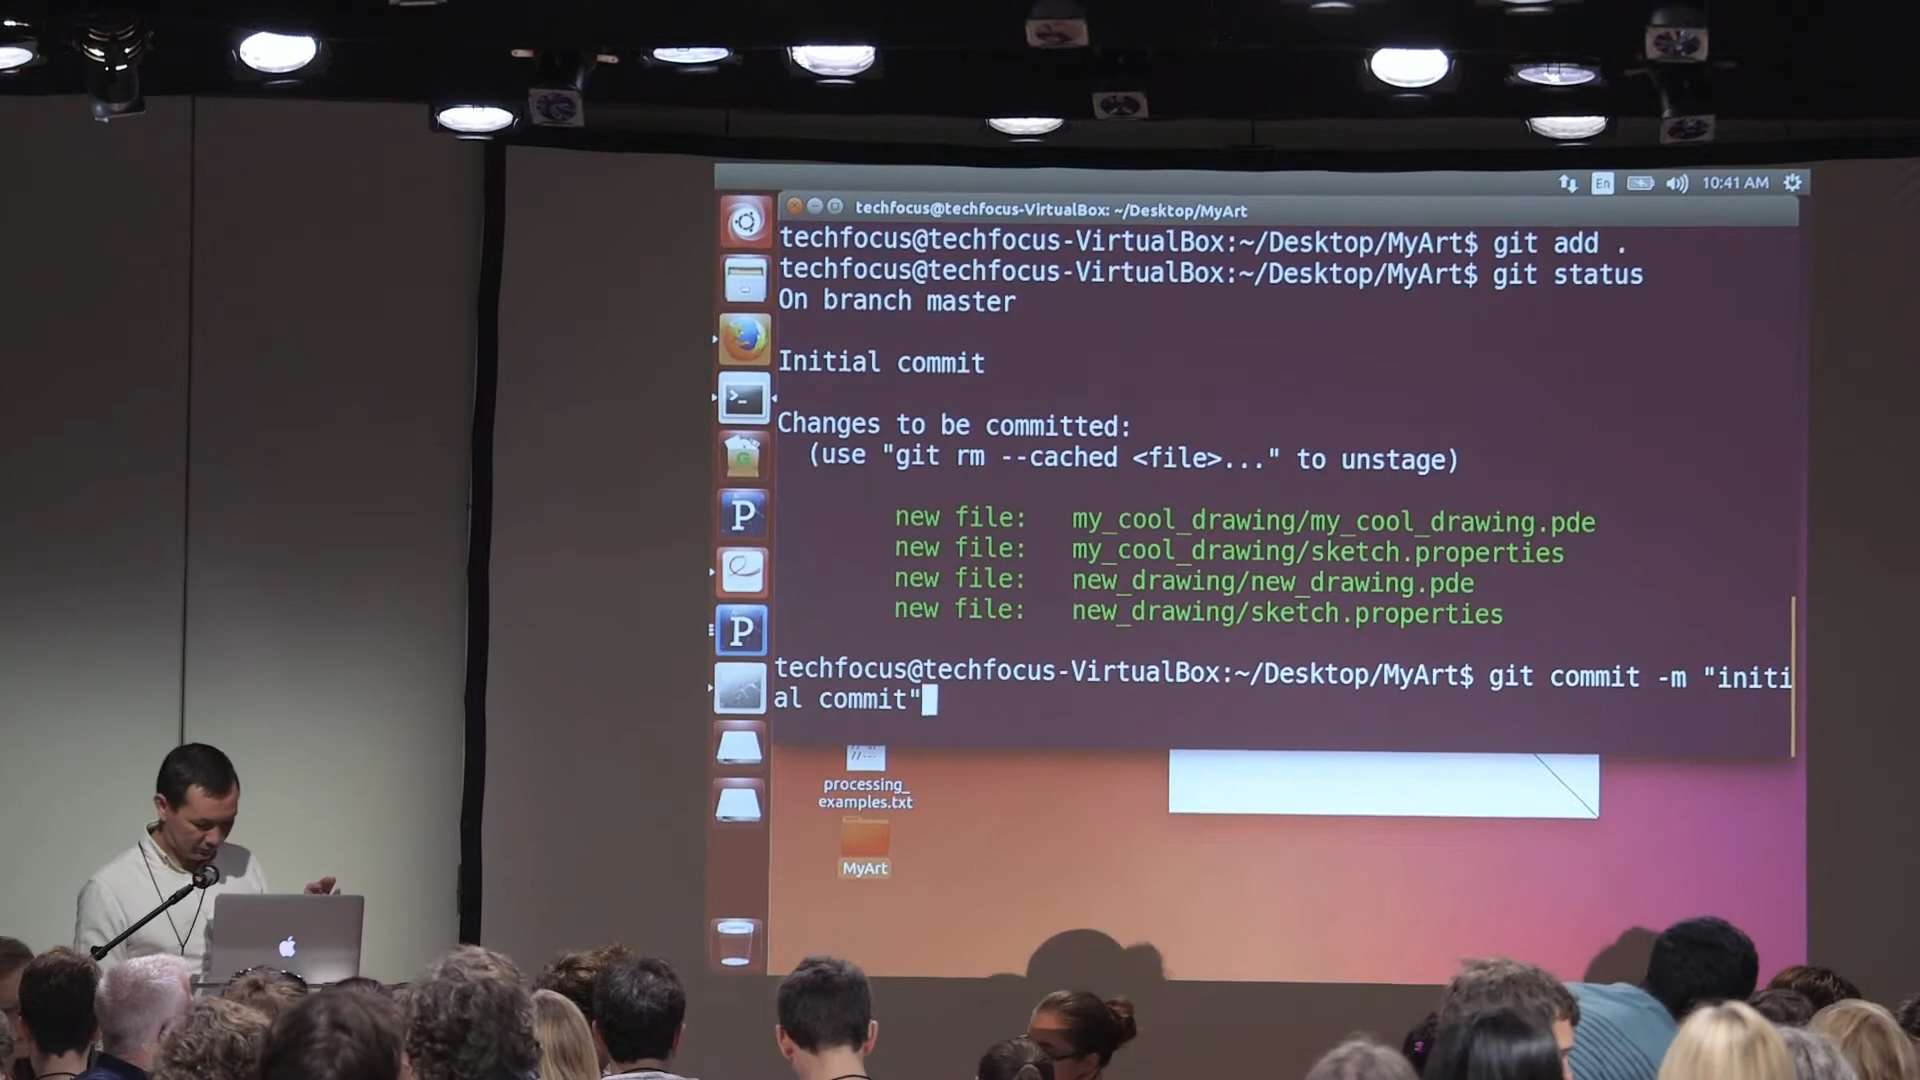 En 10:41 AM
techfocus@techfocus-VirtualBox: ~/Desktop/MyArt
techfocus@techfocus-VirtualBox:~/Desktop/MyArt$ git add .
techfocus@techfocus-VirtualBox:~/Desktop/MyArt$ git status
On branch master
Initial commit
Changes to be committed:
(use "git rm --cached <file>..." to unstage)
new file: my_cool_drawing/my_cool_drawing.pde
new file: my_cool_drawing/sketch.properties
new file: new_drawing/new_drawing.pde
new file: new_drawing/sketch.properties
techfocus@techfocus-VirtualBox:~/Desktop/MyArt$ git commit -m "initi
al commit"
>_
G
P
P
processing_
examples.txt
MyArt